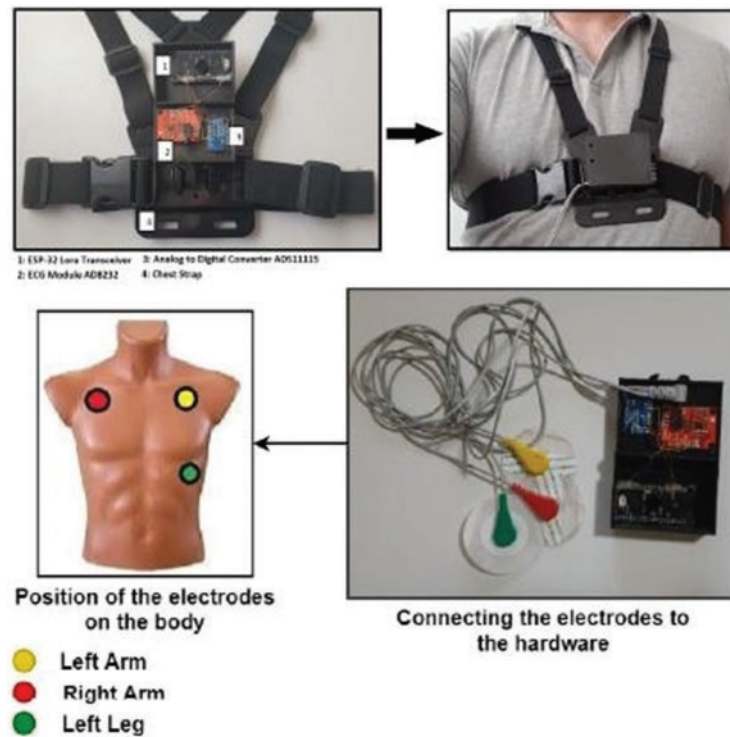 1
2
3
4
1: ESP-32 Lora Transceiver 3: Analog to Digital Converter ADS11115
2: ECG Module AD8232 4: Chest Strap
Position of the electrodes
on the body
Connecting the electrodes to
the hardware
Left Arm
Right Arm
Left Leg